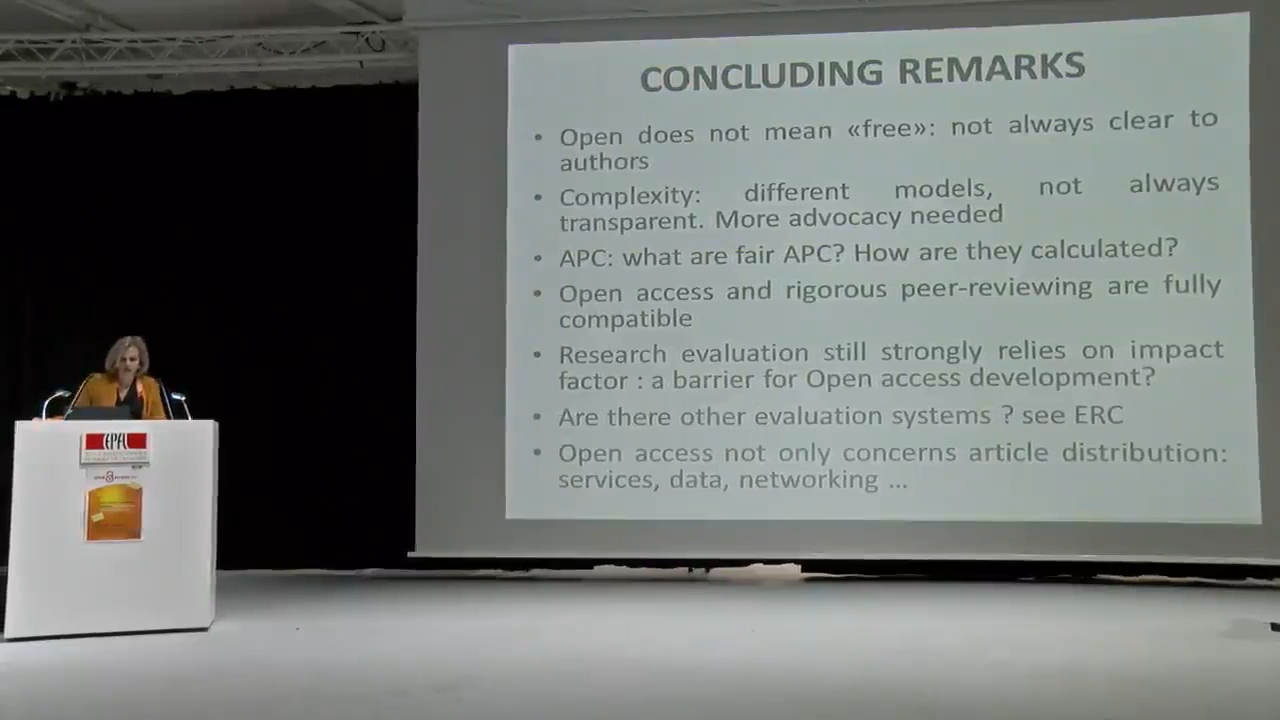 CONCLUDING REMARKS
• Open does not mean «free»: not always clear to
authors
• Complexity: different models, not always
transparent. More advocacy needed
• APC: what are fair APC? How are they calculated?
• Open access and rigorous peer-reviewing are fully
compatible
• Research evaluation still strongly relies on impact
factor : a barrier for Open access development?
• Are there other evaluation systems ? see ERC
• Open access not only concerns article distribution:
services, data, networking ...
EPFL